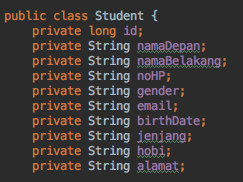 public class Student {
    private long id;
    private String namaDepan;
    private String namaBelakang;
    private String noHP;
    private String gender;
    private String email;
    private String birthDate;
    private String jenjang;
    private String hobi;
    private String alamat;